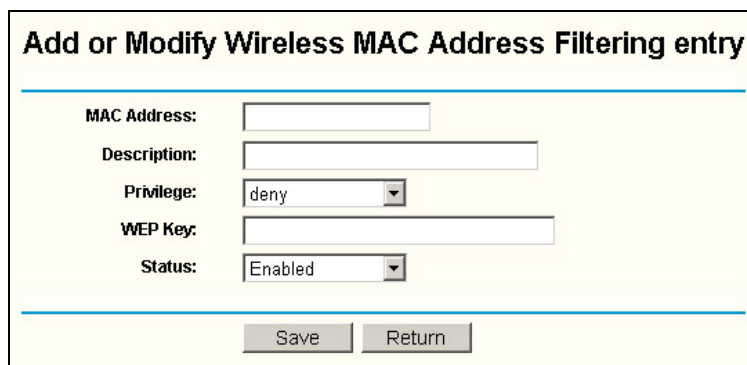 Add or Modify Wireless MAC Address Filtering entry
MAC Address:
Description:
Privilege: deny
WEP Key:
Status: Enabled
Save Return